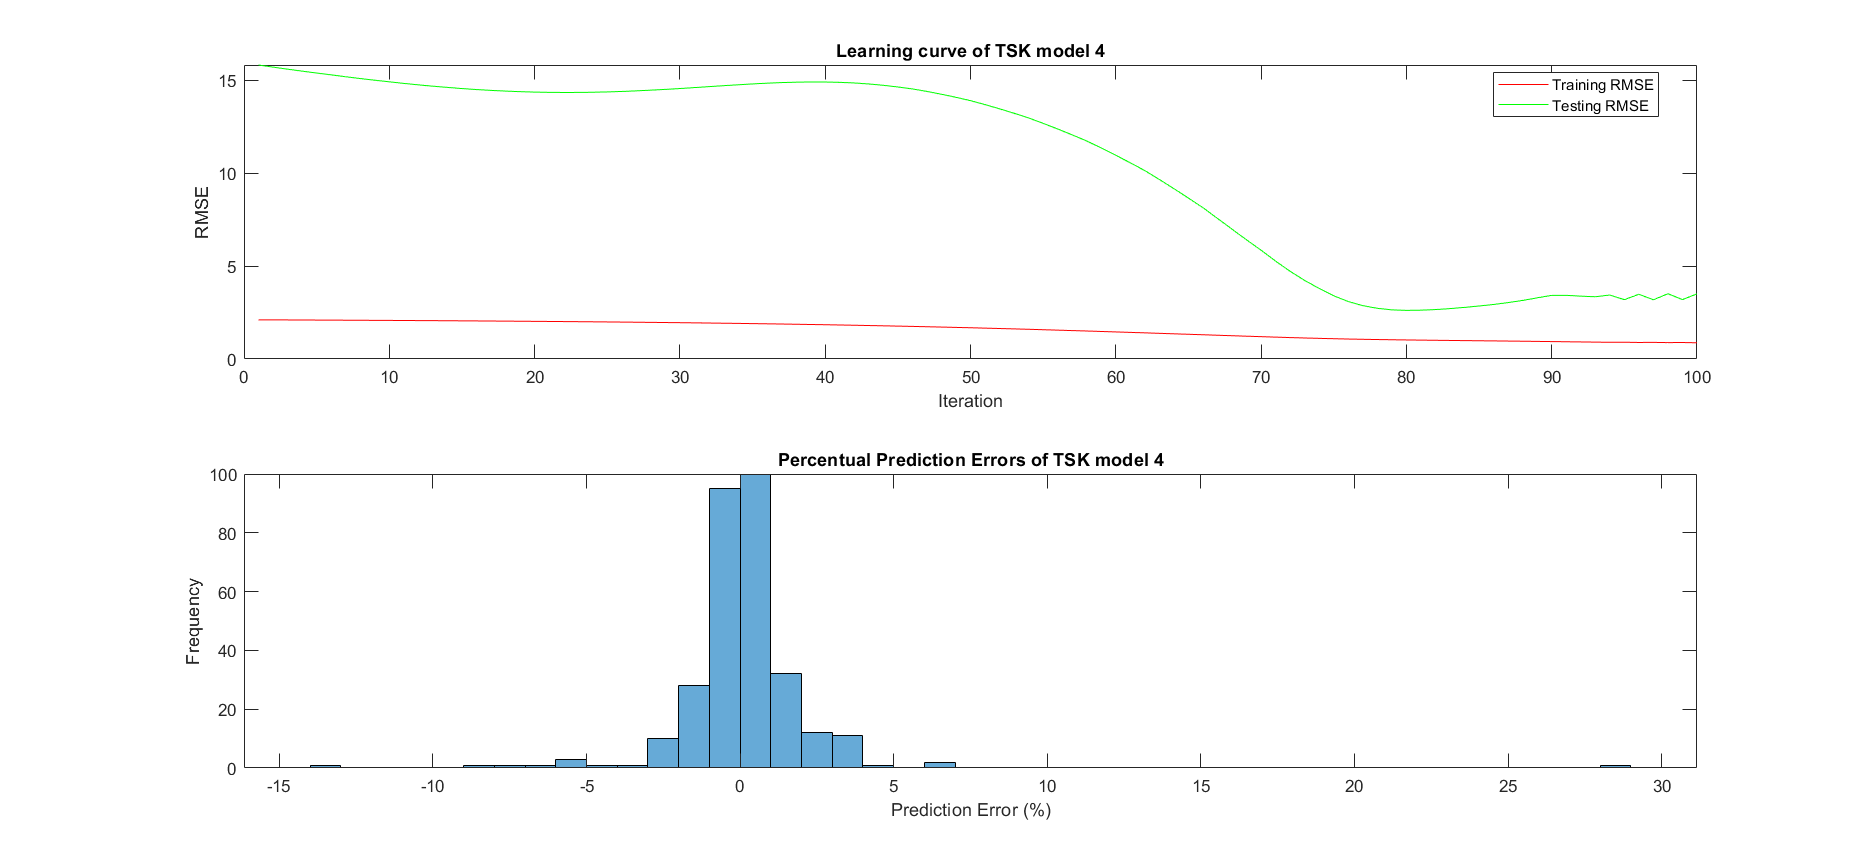 Learning curve of TSK model 4
15
10
5
0
RMSE
Training RMSE
Testing RMSE
0 10 20 30 40 50 60 70 80 90 100
Iteration
Percentual Prediction Errors of TSK model 4
100
80
60
40
20
0
Frequency
-15 -10 -5 0 5 10 15 20 25 30
Prediction Error (%)